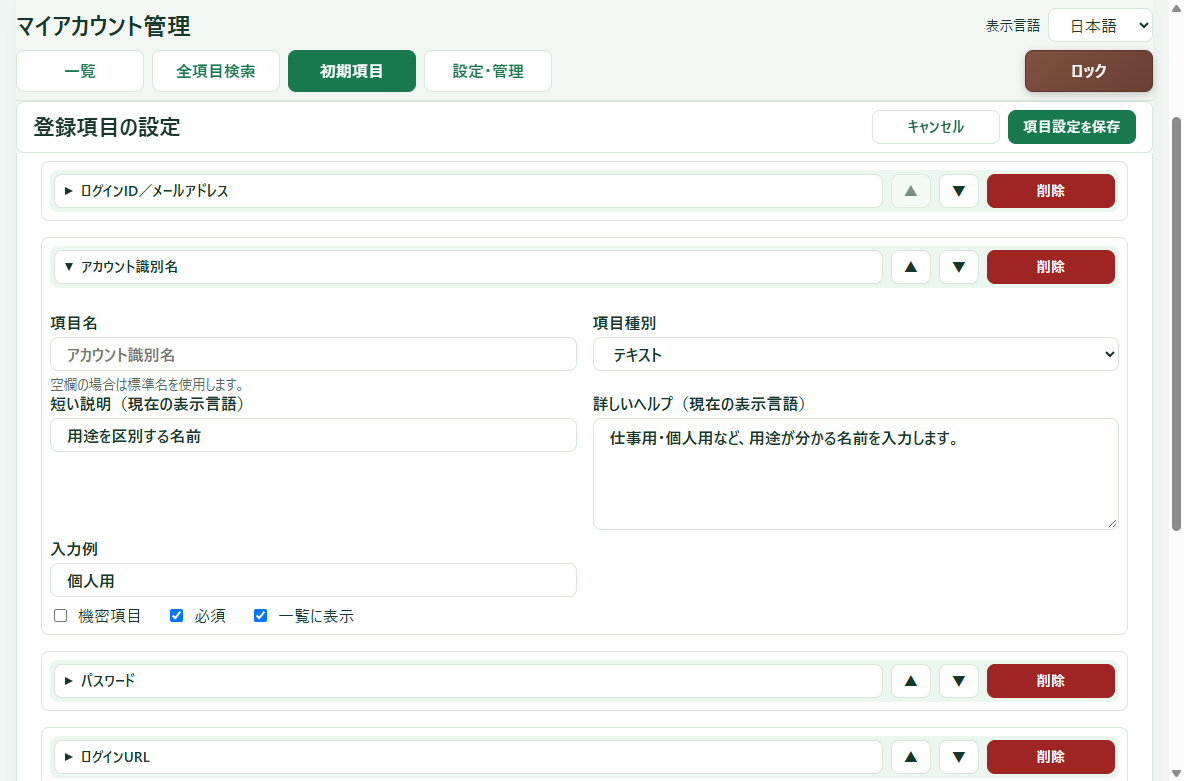 マイアカウント管理
表示言語 日本語
一覧 全項目検索 初期項目 設定・管理 ロック
登録項目の設定 キャンセル 項目設定を保存
▶ ログインID／メールアドレス ▲ ▼ 削除
▼ アカウント識別名 ▲ ▼ 削除
項目名 項目種別
アカウント識別名 テキスト
空欄の場合は標準名を使用します。
短い説明（現在の表示言語） 詳しいヘルプ（現在の表示言語）
用途を区別する名前 仕事用・個人用など、用途が分かる名前を入力します。
入力例
個人用
機密項目 必須 一覧に表示
▶ パスワード ▲ ▼ 削除
▶ ログインURL ▲ ▼ 削除